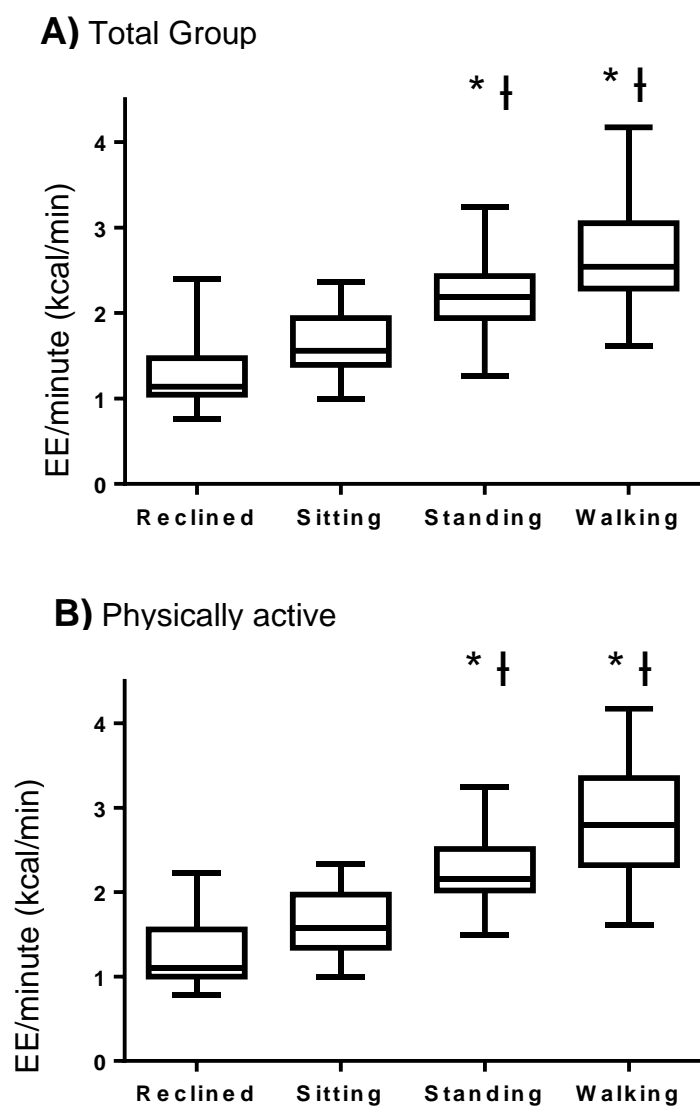 A) Total Group
* ƚ * ƚ
EE/minute (kcal/min)
4
3
2
1
0
Reclined Sitting Standing Walking
B) Physically active
* ƚ * ƚ
EE/minute (kcal/min)
4
3
2
1
0
Reclined Sitting Standing Walking